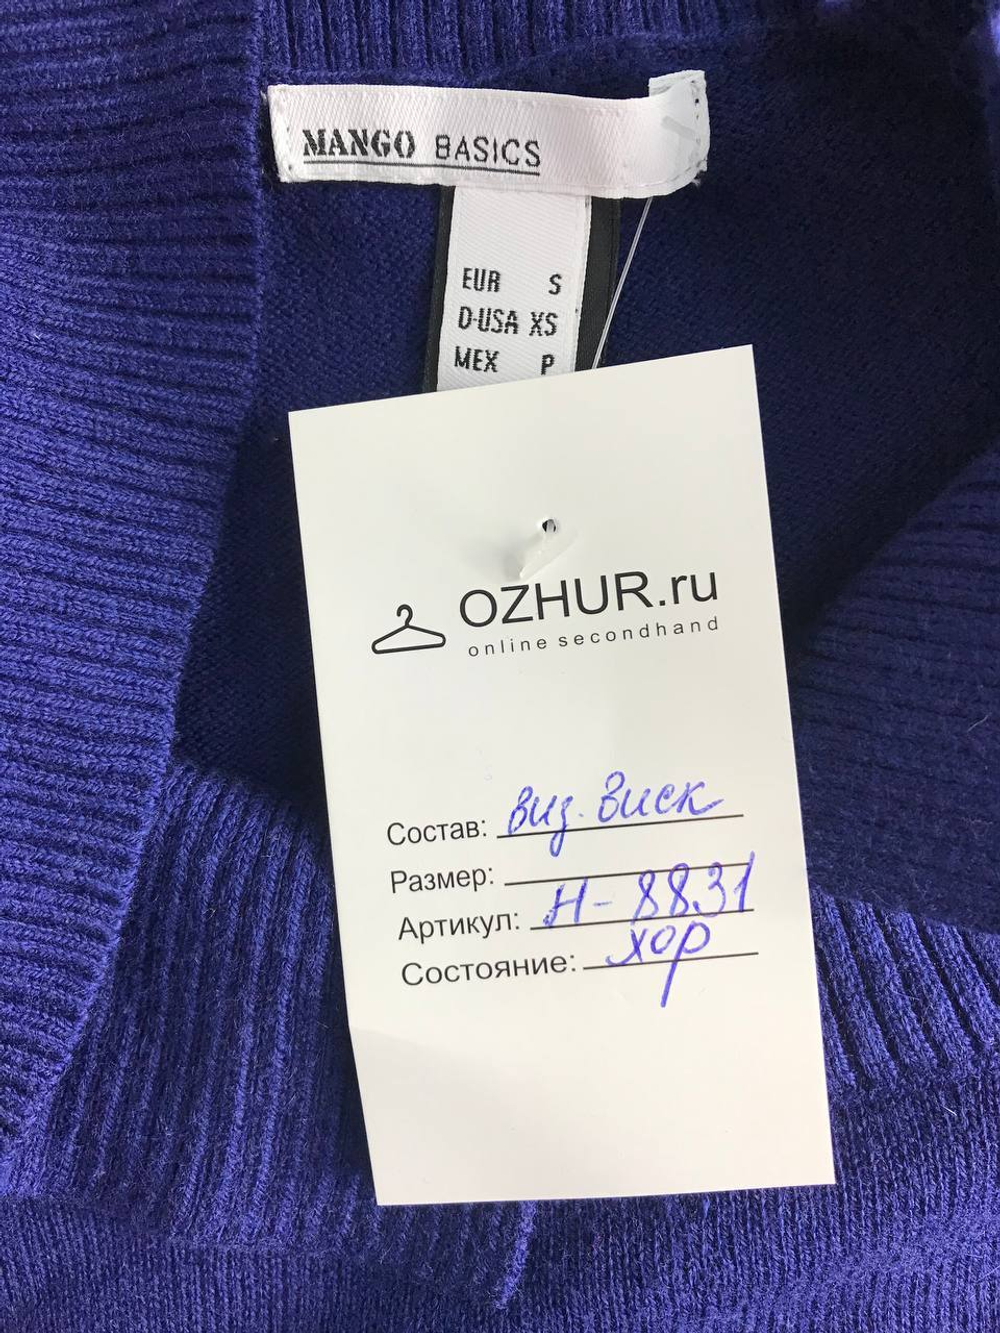 MANGO BASICS
EUR S
D-USA XS
MEX P
OZHUR.ru
online secondhand
Состав: виз. Виск
Размер:
Артикул: Н-8831
Состояние: хор